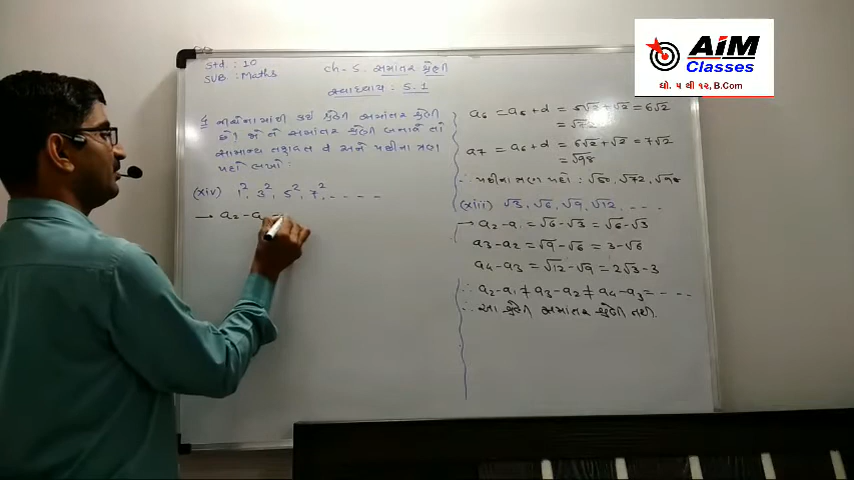 Std. : 10
SUB : Maths
ch-5. સમાંતર શ્રેણી
સ્વાધ્યાય : 5.1
4 નીચેના માંથી કઈ શ્રેણી સમાંતર શ્રેણી
છે? જો તે સમાંતર શ્રેણી બનાવે તો
સામાન્ય તફાવત d અને પછીના ત્રણ
પદો લખો:
(xiv) 1², 3², 5², 7², - - - - -
→ a₂-a
a₆ = a₆ + d = 5√2 + √2 = 6√2
= √72
a₇ = a₆ + d = 6√2 + √2 = 7√2
= √98
∴ પછીના ત્રણ પદો : √50, √72, √98
(xiii) √3, √6, √9, √12, - - - -
→ a₂-a₁ = √6-√3 = √6-√3
a₃-a₂ = √9-√6 = 3-√6
a₄-a₃ = √12-√9 = 2√3-3
∴ a₂-a₁ ≠ a₃-a₂ ≠ a₄-a₃ = - - - -
∴ આ શ્રેણી સમાંતર શ્રેણી નથી.
AiM
Classes
ધો. ૫ થી ૧૨, B.Com